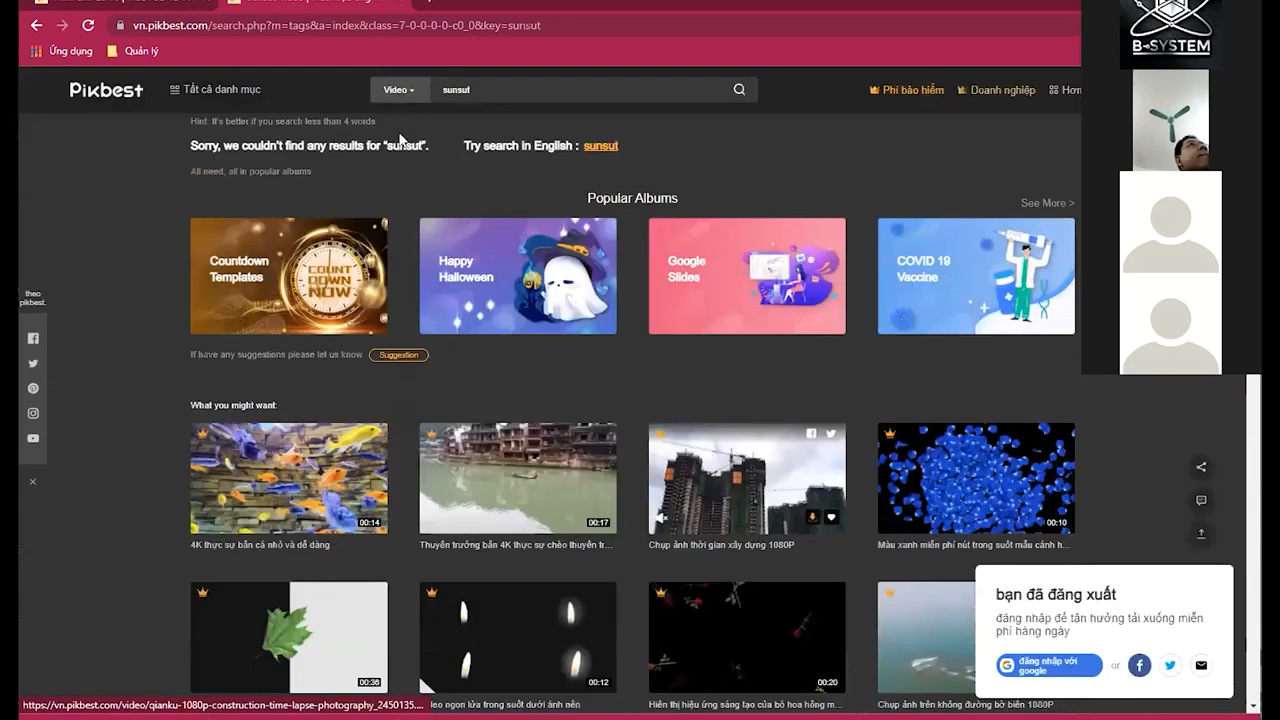 vn.pikbest.com/search.php?m=tags&a=index&class=7-0-0-0-0-c0_0&key=sunsut
Ứng dụng
Quản lý
B-SYSTEM
Pikbest
Tất cả danh mục
Video
sunsut
Phí bảo hiểm
Doanh nghiệp
Hơn
Hint: It's better if you search less than 4 words
Sorry, we couldn't find any results for "sunsut".
Try search in English : sunsut
All need, all in popular albums
Popular Albums
See More >
Countdown
Templates
COUNT
DOWN
NOW
Happy
Halloween
Google
Slides
COVID 19
Vaccine
theo
pikbest.
If have any suggestions please let us know
Suggestion
What you might want:
00:14
00:17
00:10
4K thực sự bắn cá nhỏ và dễ dàng
Thuyền trưởng bắn 4K thực sự chèo thuyền tr...
Chụp ảnh thời gian xây dựng 1080P
Màu xanh miễn phí nút trong suốt mẫu cánh h...
bạn đã đăng xuất
đăng nhập để tận hưởng tải xuống miễn
phí hàng ngày
đăng nhập với
google
or
00:36
00:12
00:20
https://vn.pikbest.com/video/qianku-1080p-construction-time-lapse-photography_2450135....
leo ngọn lửa trong suốt dưới ánh nến
Hiển thị hiệu ứng sáng tạo của bó hoa hồng m...
Chụp ảnh trên không đường bờ biển 1080P